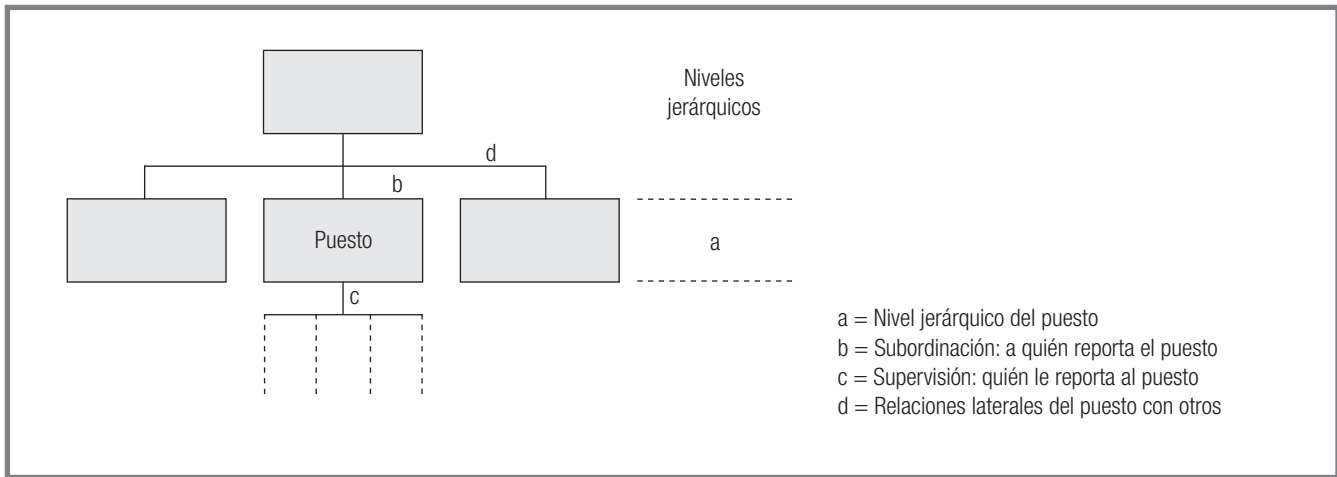 Niveles
jerárquicos
d
b
Puesto
a
c
a = Nivel jerárquico del puesto
b = Subordinación: a quién reporta el puesto
c = Supervisión: quién le reporta al puesto
d = Relaciones laterales del puesto con otros